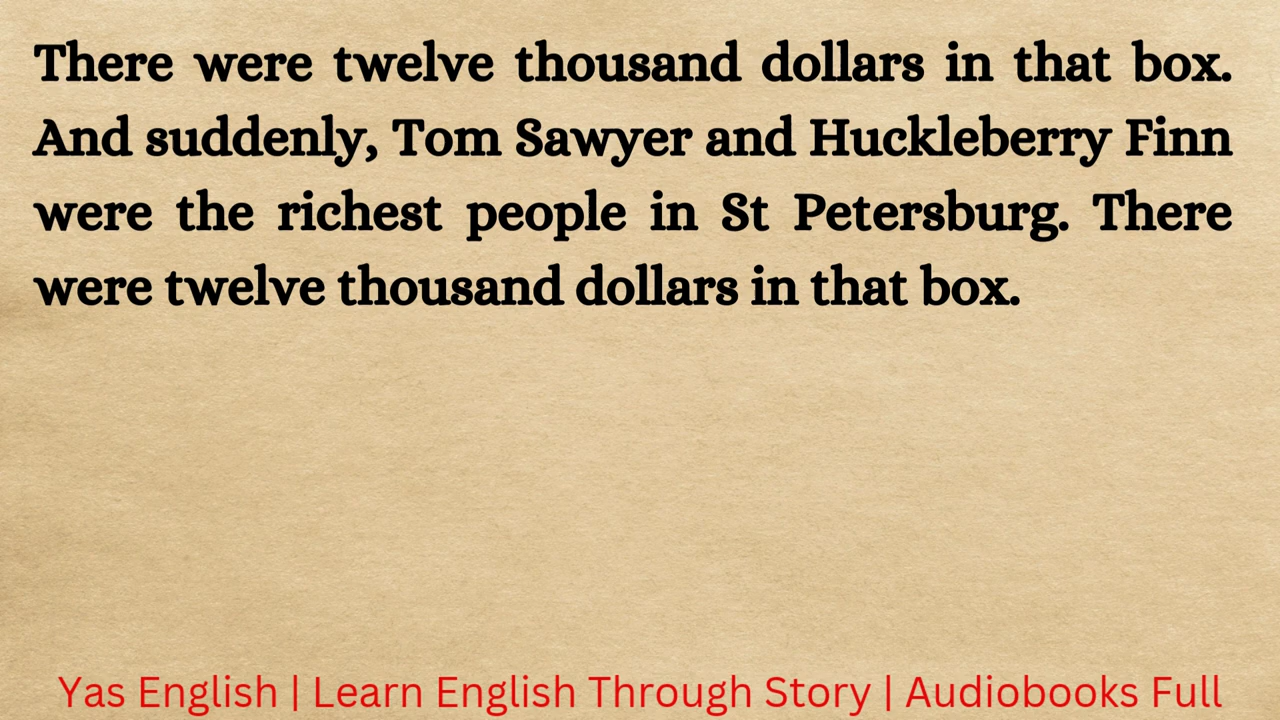 There were twelve thousand dollars in that box.
And suddenly, Tom Sawyer and Huckleberry Finn
were the richest people in St Petersburg. There
were twelve thousand dollars in that box.
Yas English | Learn English Through Story | Audiobooks Full